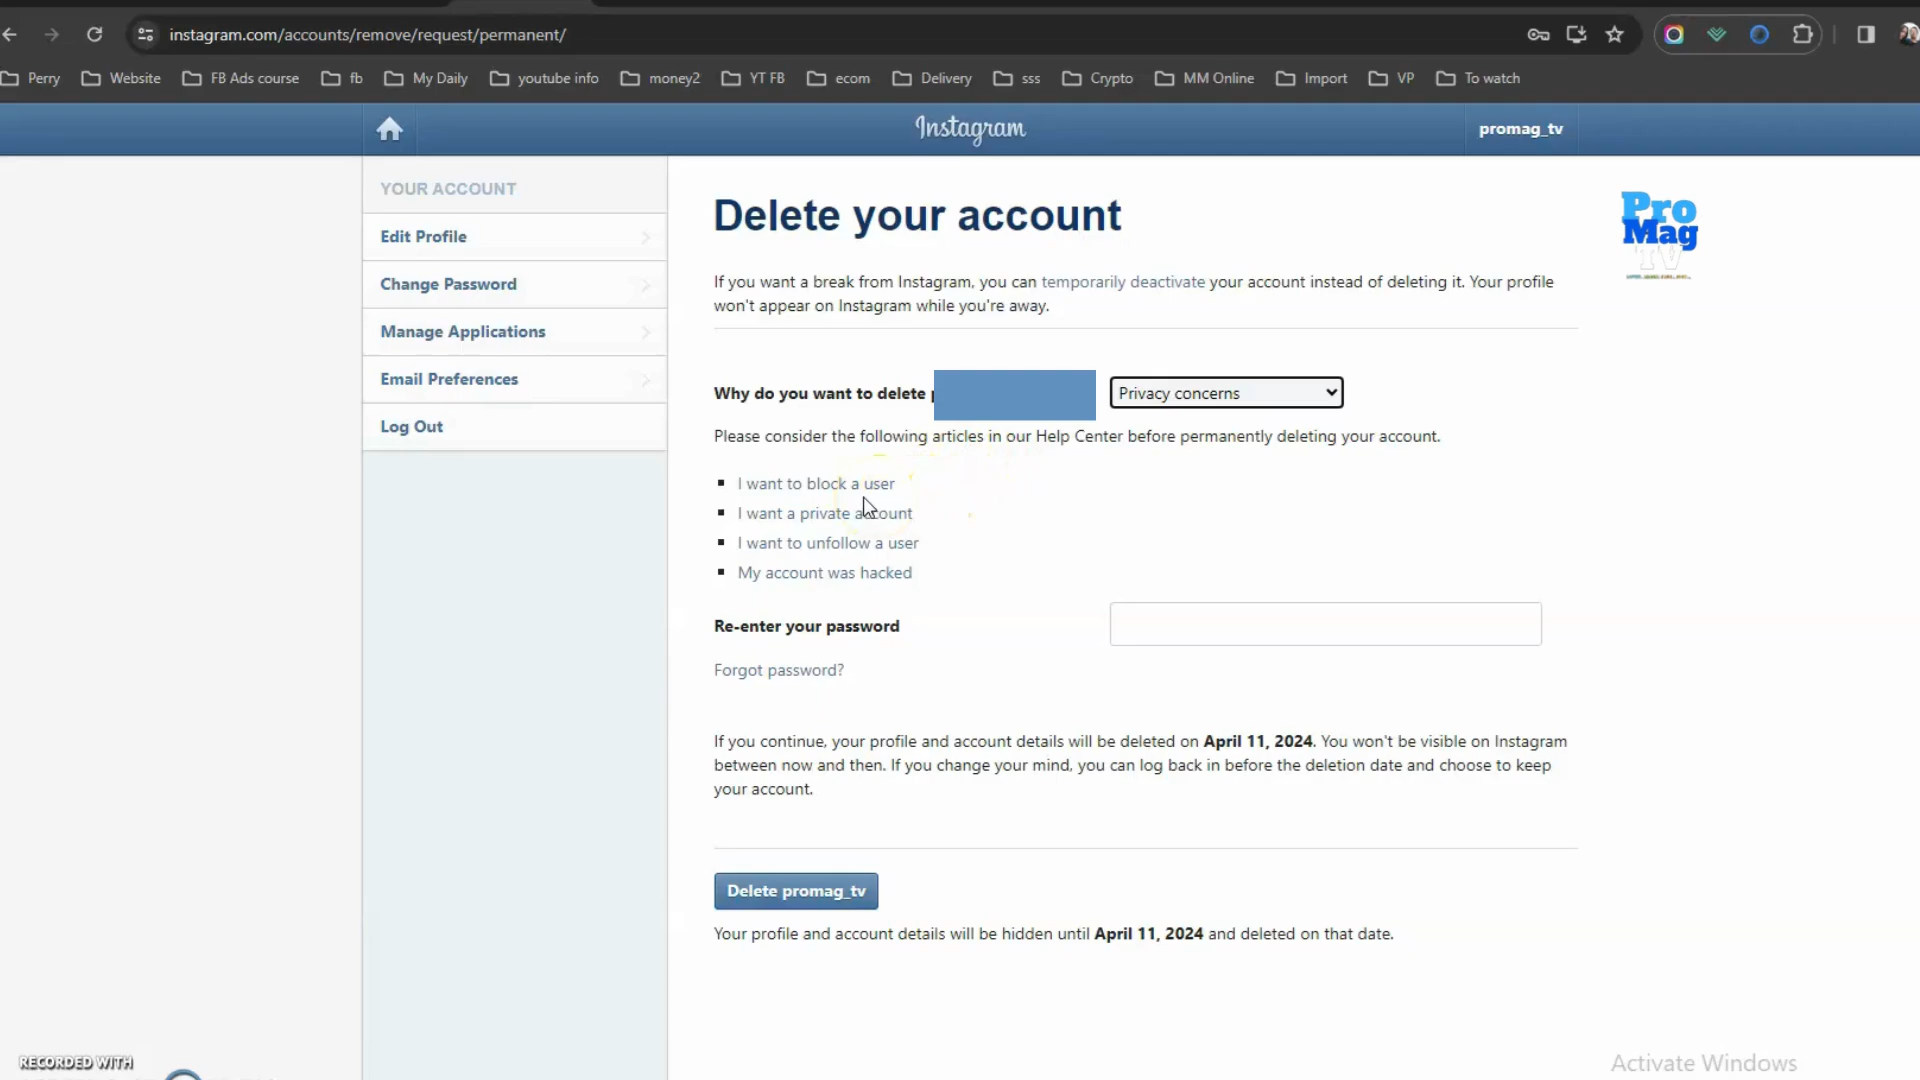 instagram.com/accounts/remove/request/permanent/
Perry Website FB Ads course fb My Daily youtube info money2 YT FB ecom Delivery sss Crypto MM Online Import VP To watch
Instagram
promag_tv
YOUR ACCOUNT
Edit Profile
Change Password
Manage Applications
Email Preferences
Log Out
Delete your account
If you want a break from Instagram, you can temporarily deactivate your account instead of deleting it. Your profile
won't appear on Instagram while you're away.
Why do you want to delete
Privacy concerns
Please consider the following articles in our Help Center before permanently deleting your account.
I want to block a user
I want a private account
I want to unfollow a user
My account was hacked
Re-enter your password
Forgot password?
If you continue, your profile and account details will be deleted on April 11, 2024. You won't be visible on Instagram
between now and then. If you change your mind, you can log back in before the deletion date and choose to keep
your account.
Delete promag_tv
Your profile and account details will be hidden until April 11, 2024 and deleted on that date.
Pro
Mag
TV
RECORDED WITH
Activate Windows